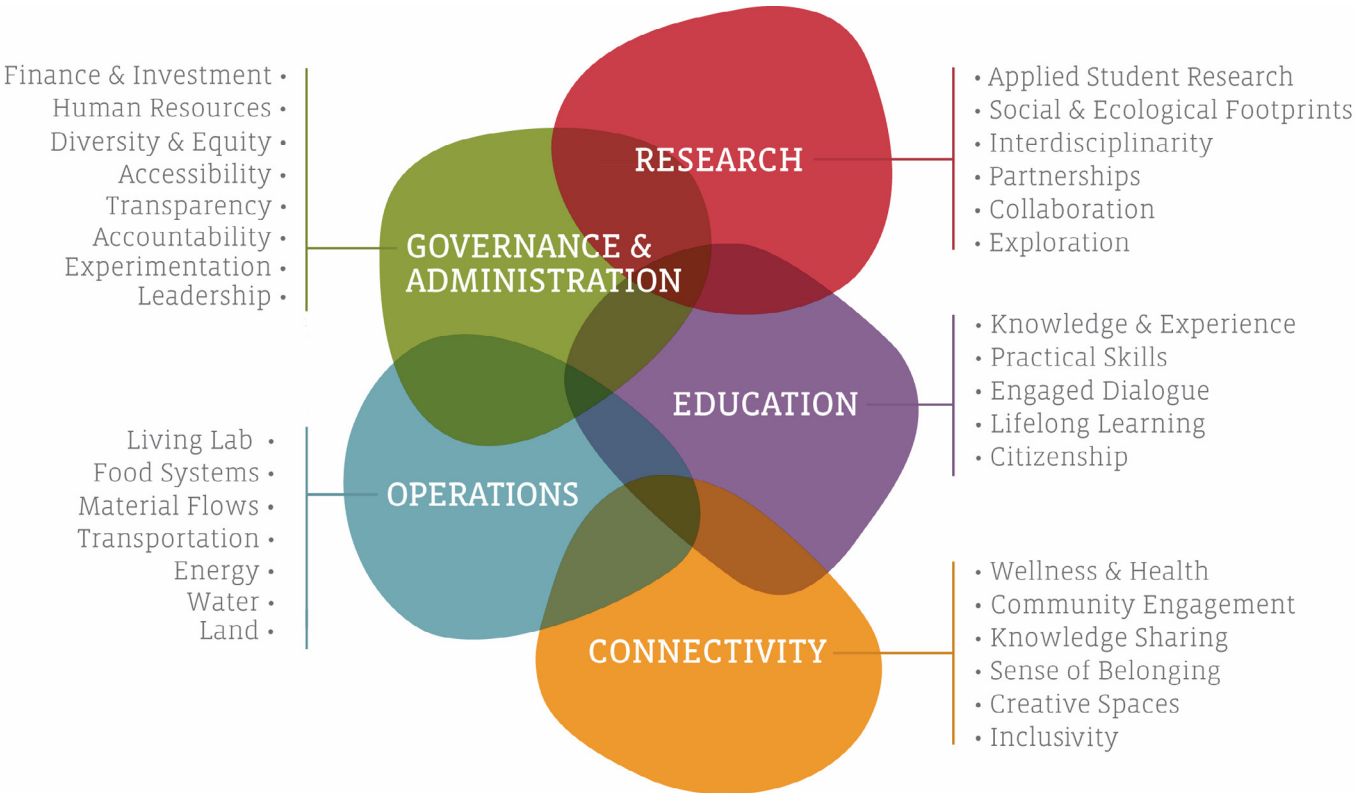 Finance & Investment •
Human Resources •
Diversity & Equity •
Accessibility •
Transparency •
Accountability •
Experimentation •
Leadership •
GOVERNANCE &
ADMINISTRATION
RESEARCH
• Applied Student Research
• Social & Ecological Footprints
• Interdisciplinarity
• Partnerships
• Collaboration
• Exploration
EDUCATION
• Knowledge & Experience
• Practical Skills
• Engaged Dialogue
• Lifelong Learning
• Citizenship
Living Lab •
Food Systems •
Material Flows •
Transportation •
Energy •
Water •
Land •
OPERATIONS
CONNECTIVITY
• Wellness & Health
• Community Engagement
• Knowledge Sharing
• Sense of Belonging
• Creative Spaces
• Inclusivity